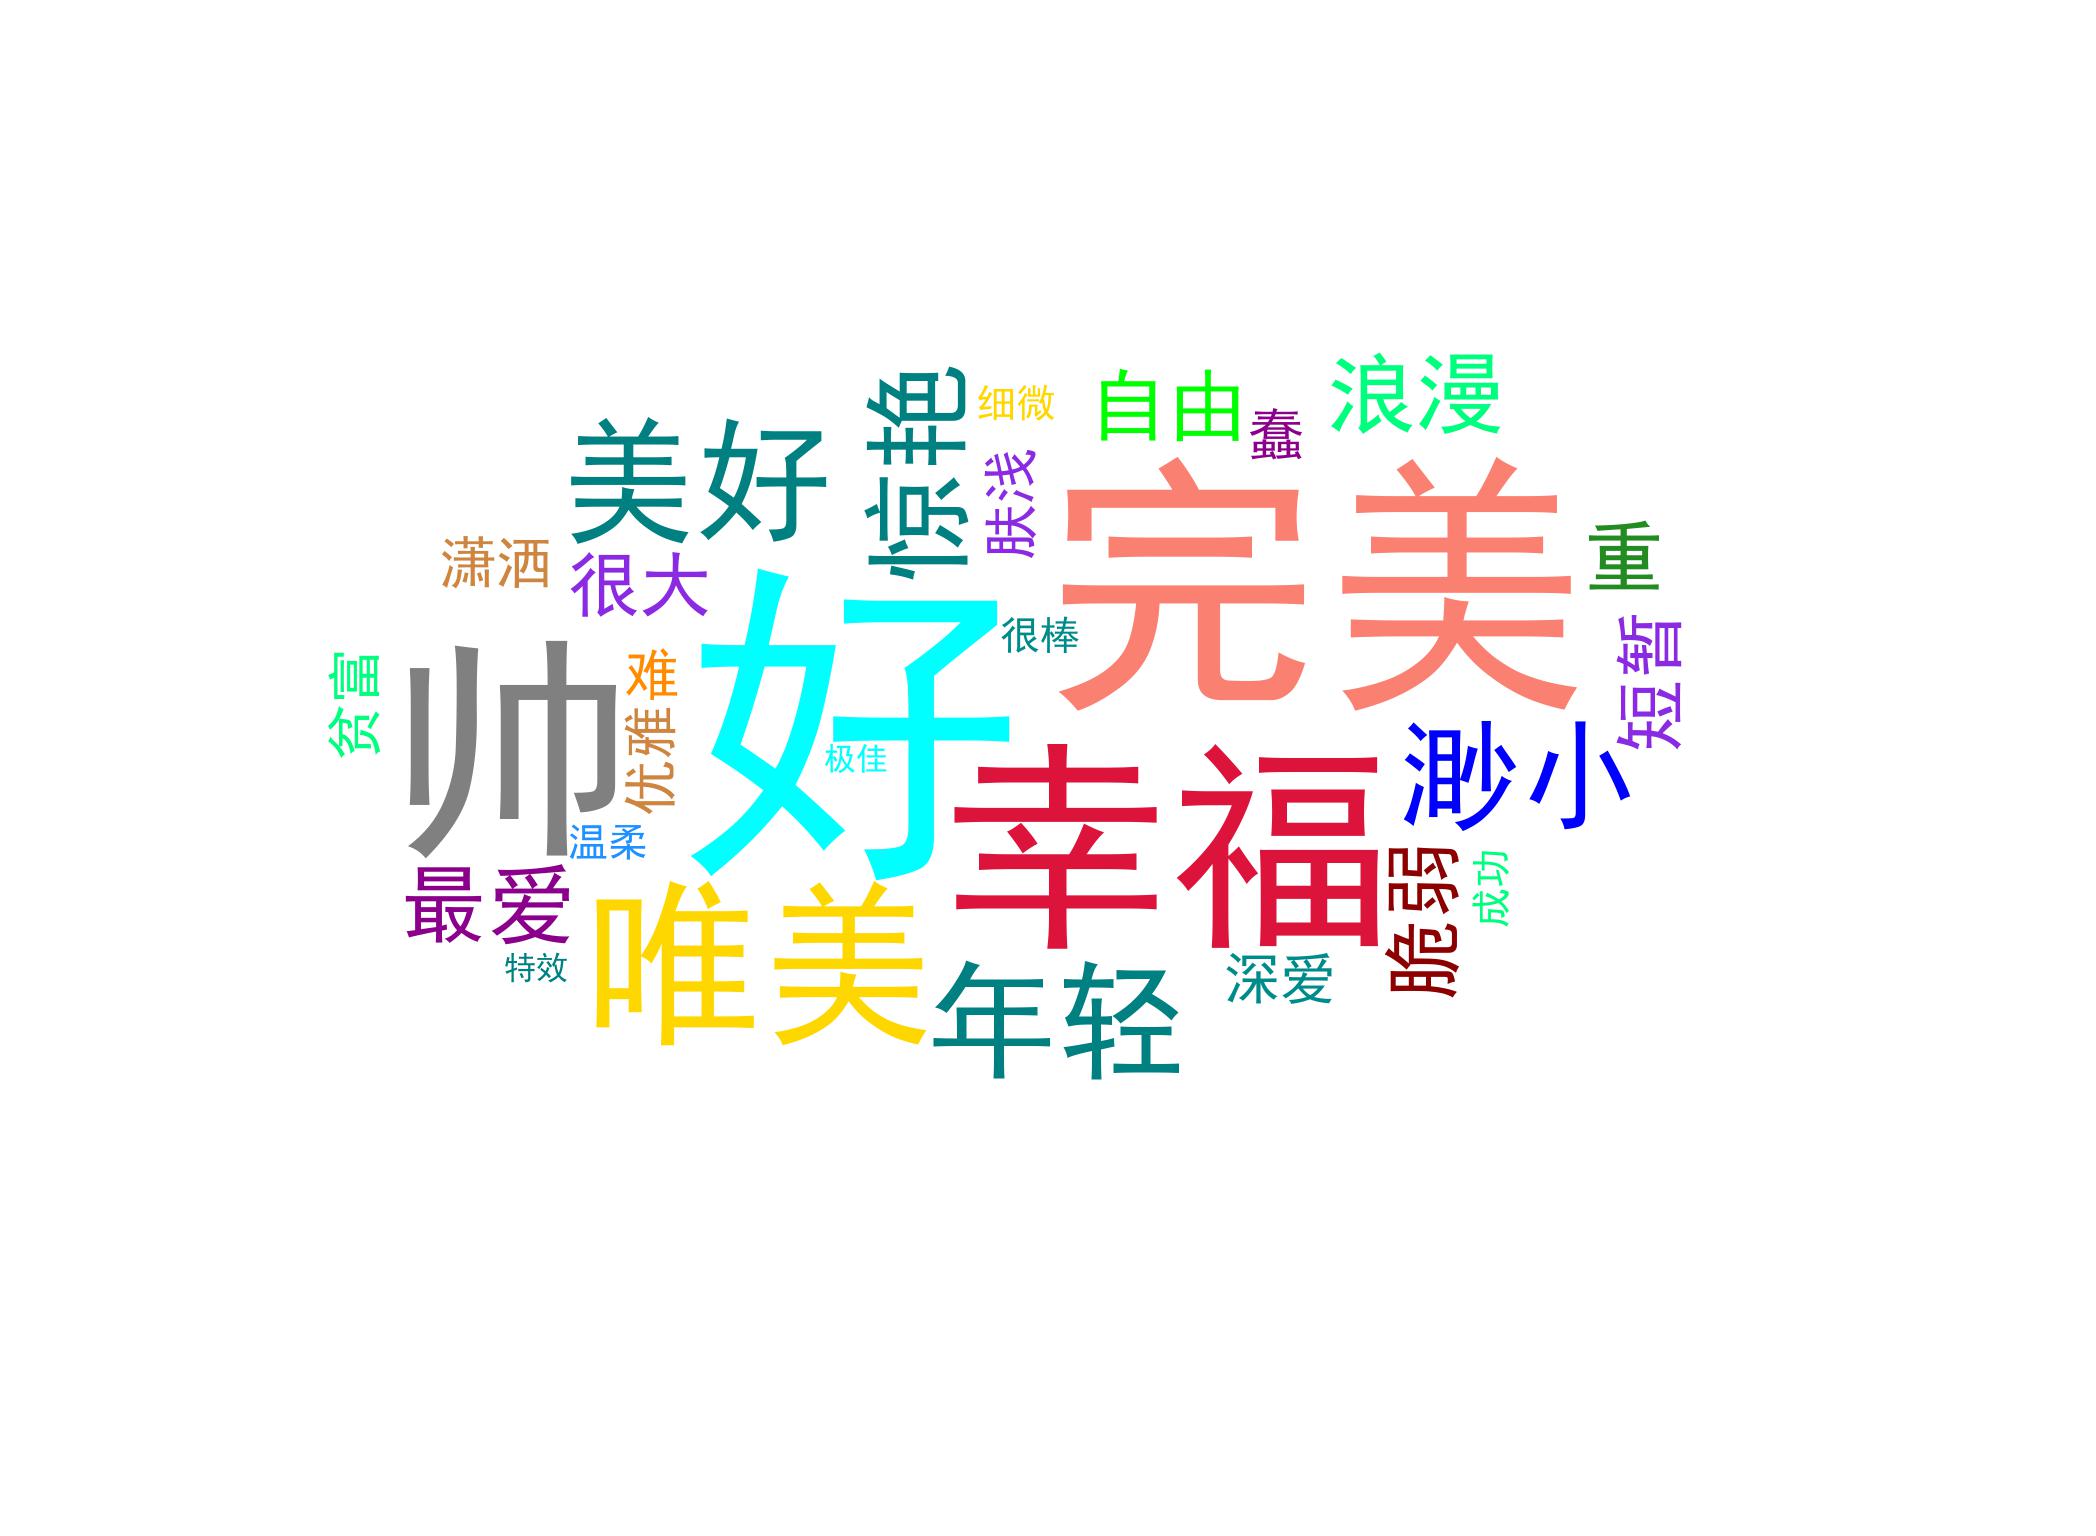 浪漫
自由
惊艳
细微
蠢
美好
肤浅
完美
重
潇洒
很大
好
很棒
短暂
贫富
帅
难
优雅
极佳
渺小
幸福
温柔
最爱
脆弱
成功
唯美
特效
深爱
年轻